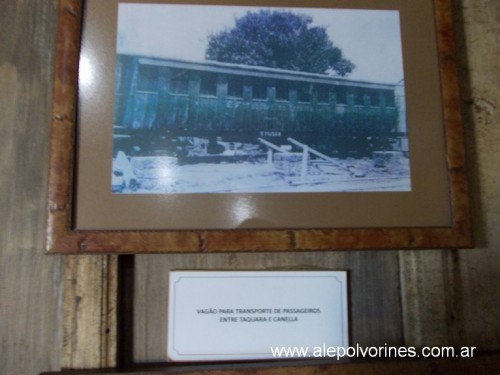 VAGÃO PARA TRANSPORTE DE PASSAGEIROS
ENTRE TAQUARA E CANELLA
www.alepolvorines.com.ar